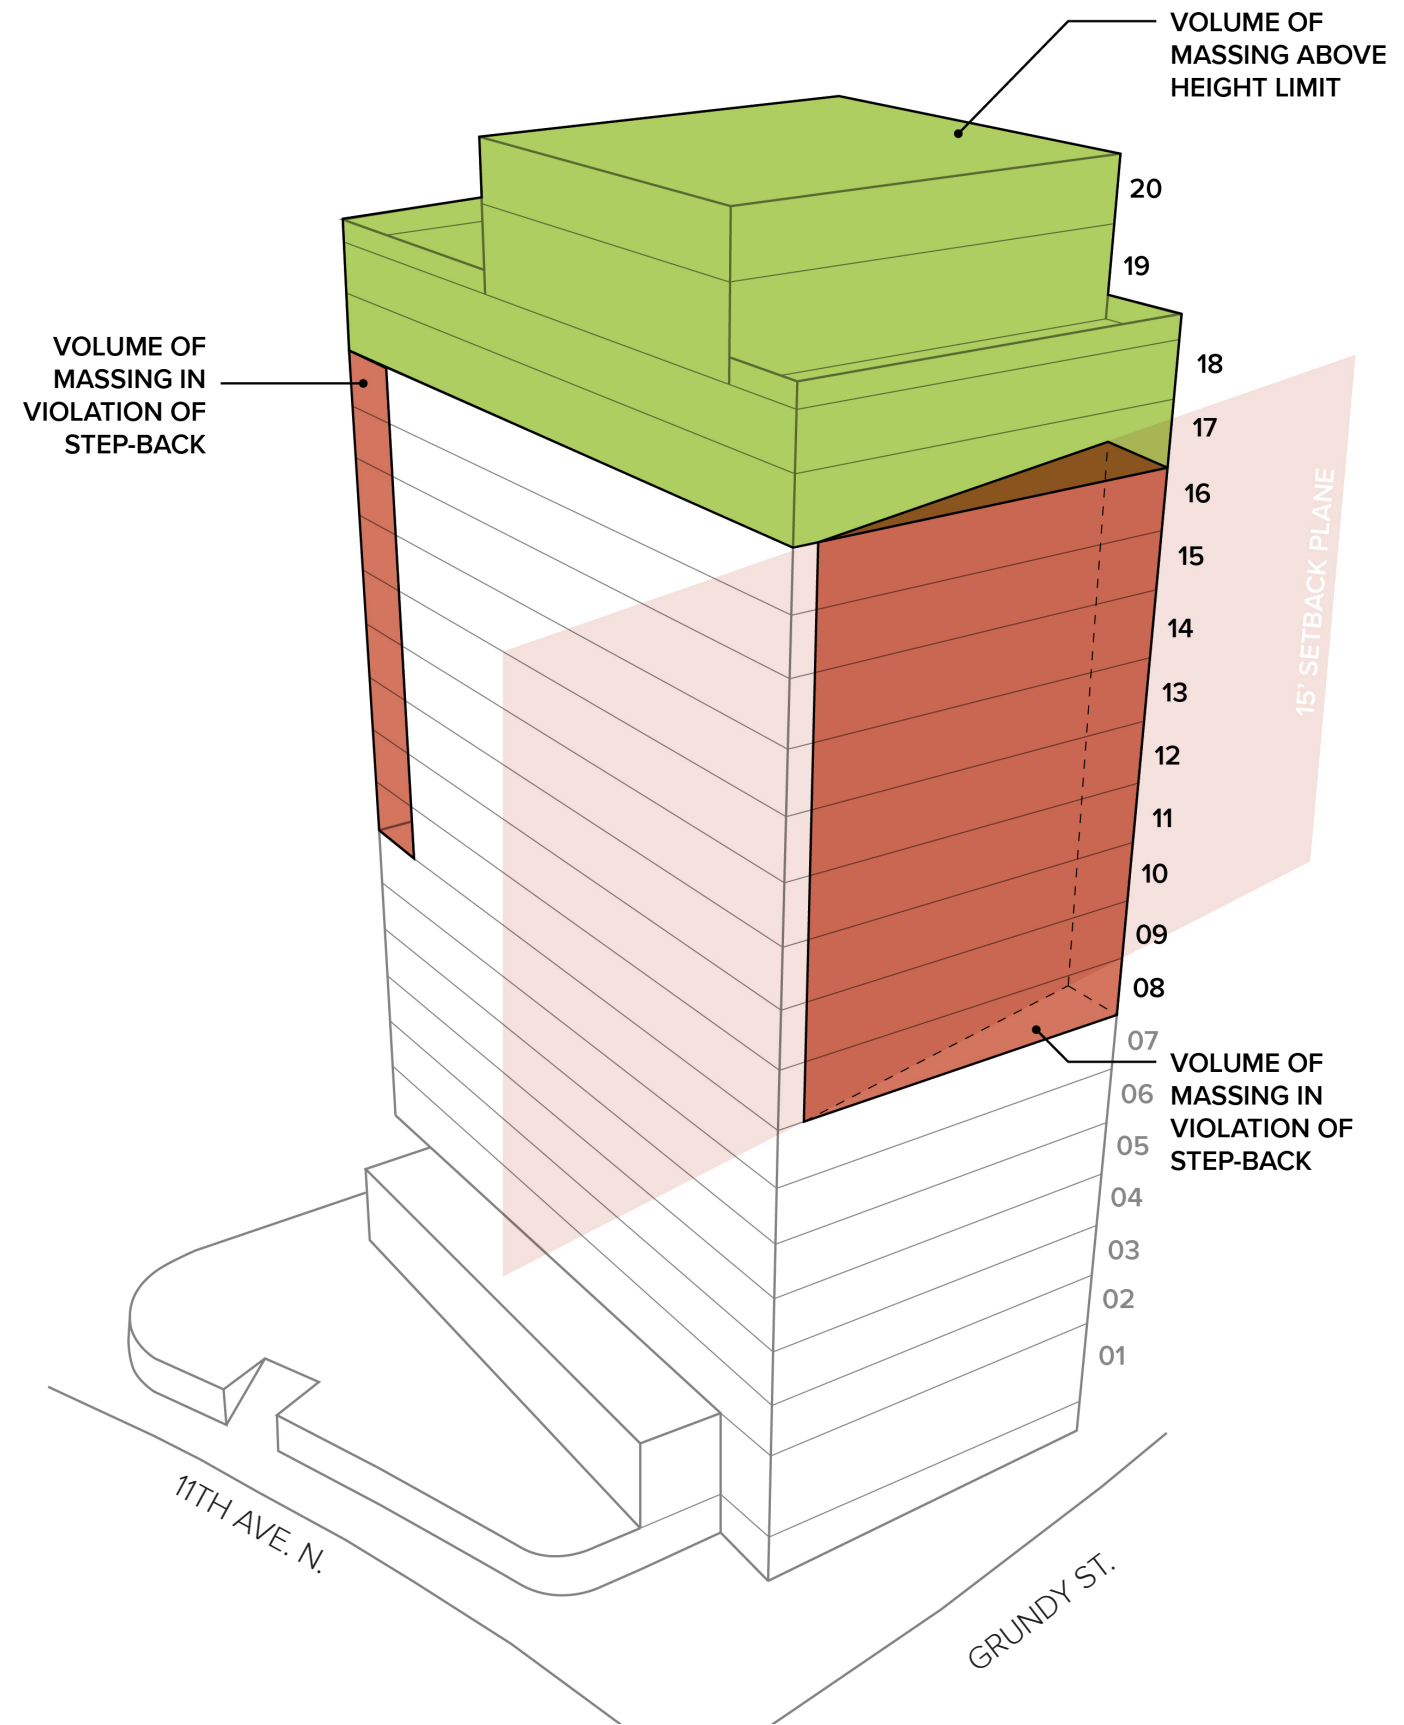 VOLUME OF
MASSING ABOVE
HEIGHT LIMIT
20
19
VOLUME OF
MASSING IN
VIOLATION OF
STEP-BACK
18
17
16
15
14
13
12
11
10
09
08
07
06
05
04
03
02
01
15' SETBACK PLANE
VOLUME OF
MASSING IN
VIOLATION OF
STEP-BACK
11TH AVE. N.
GRUNDY ST.